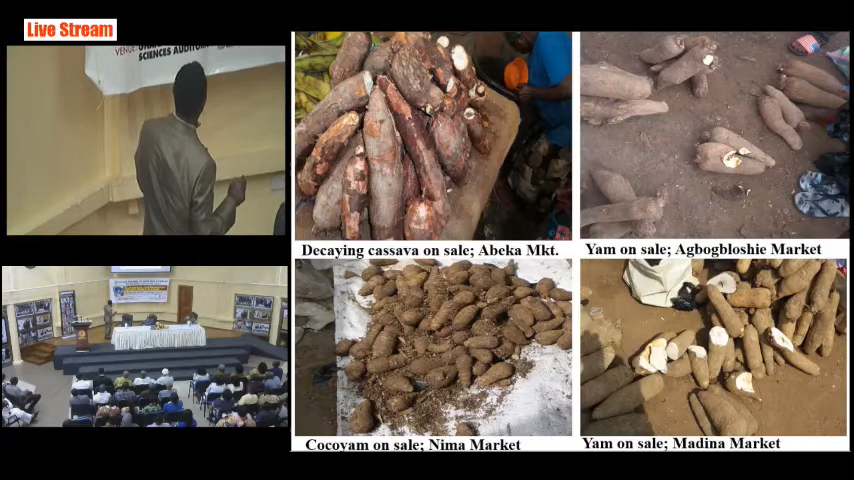 Live Stream
SCIENCES AUDITORIUM
Decaying cassava on sale; Abeka Mkt.
Yam on sale; Agbogbloshie Market
Cocoyam on sale; Nima Market
Yam on sale; Madina Market